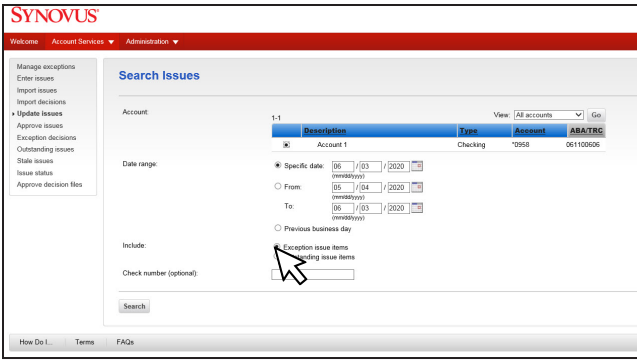 SYNOVUS®
Welcome Account Services Administration
Manage exceptions
Enter issues
Import issues
Import decisions
Update issues
Approve issues
Exception decisions
Outstanding issues
Stale issues
Issue status
Approve decision files
Search Issues
Account:
1-1
View: All accounts Go
Description Type Account ABA/TRC
Account 1 Checking *0958 061100606
Date range:
Specific date: 06 / 03 / 2020
(mm/dd/yyyy)
From: 05 / 04 / 2020
(mm/dd/yyyy)
To: 06 / 03 / 2020
(mm/dd/yyyy)
Previous business day
Include:
Exception issue items
issue items
Check number (optional):
Search
How Do I... Terms FAQs